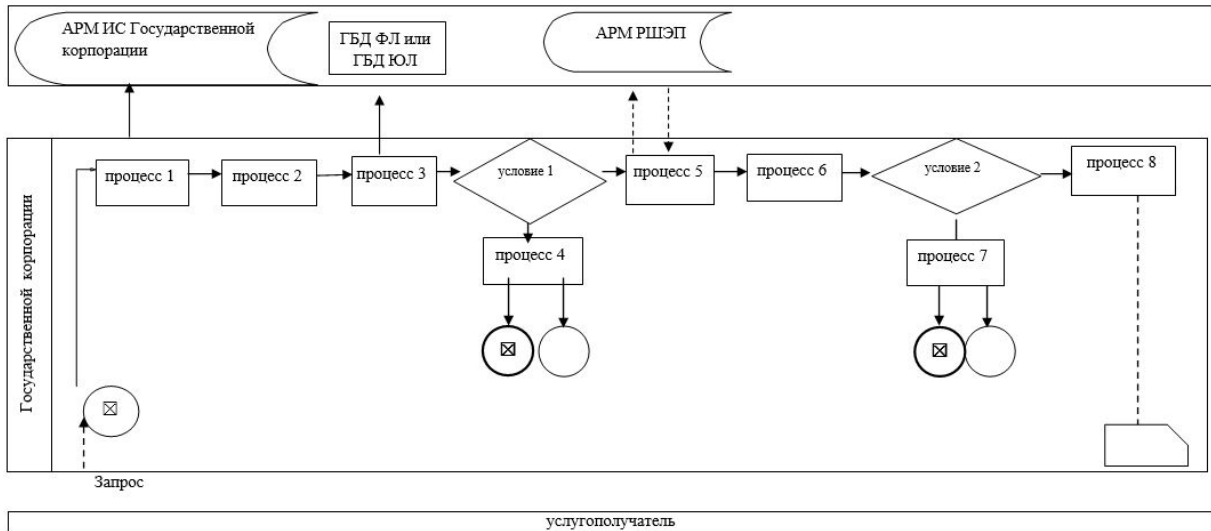 АРМ ИС Государственной
корпорации
ГБД ФЛ или
ГБД ЮЛ
АРМ РШЭП
Государственной корпорации
процесс 1
процесс 2
процесс 3
условие 1
процесс 5
процесс 6
условие 2
процесс 8
процесс 4
процесс 7
Запрос
услугополучатель